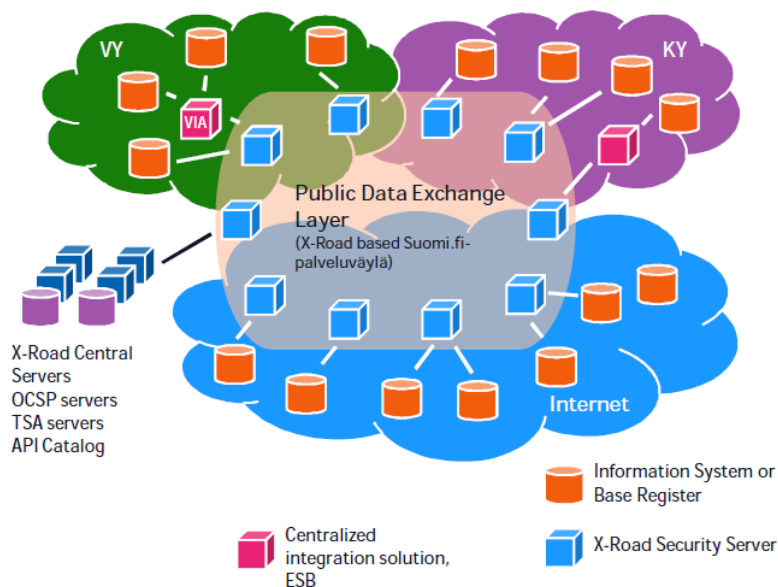 VY
KY
VIA
Public Data Exchange
Layer
(X-Road based Suomi.fi-
palveluväylä)
X-Road Central
Servers
OCSP servers
TSA servers
API Catalog
Internet
Information System or
Base Register
Centralized
integration solution,
ESB
X-Road Security Server